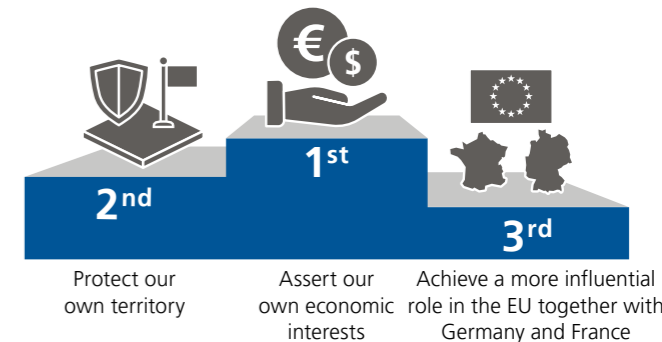 €
$
1st
2nd
3rd
Protect our
own territory
Assert our
own economic
interests
Achieve a more influential
role in the EU together with
Germany and France